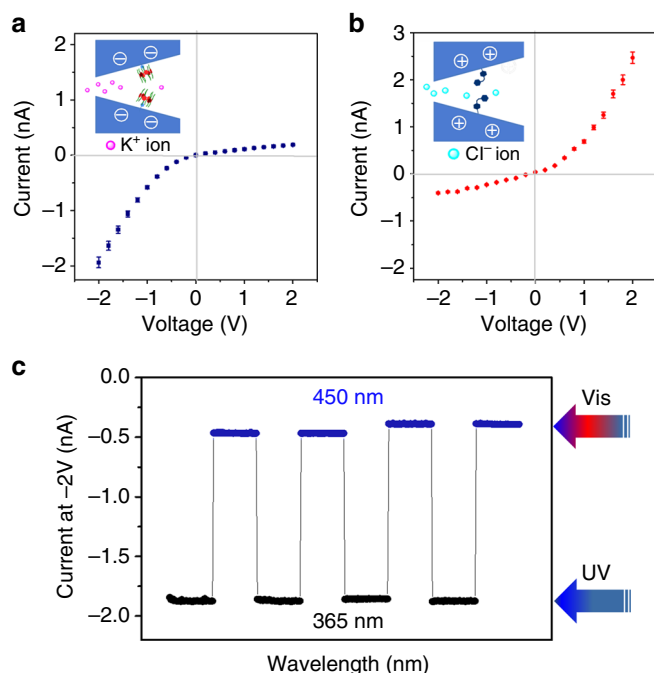 a
2
1
0
−1
−2
Current (nA)
K⁺ ion
−2
−1
0
1
2
Voltage (V)
b
3
2
1
0
−1
2
3
Current (nA)
Cl⁻ ion
−2
−1
0
1
2
Voltage (V)
c
0.0
−0.5
−1.0
−1.5
−2.0
Current at −2V (nA)
450 nm
365 nm
Vis
UV
Wavelength (nm)